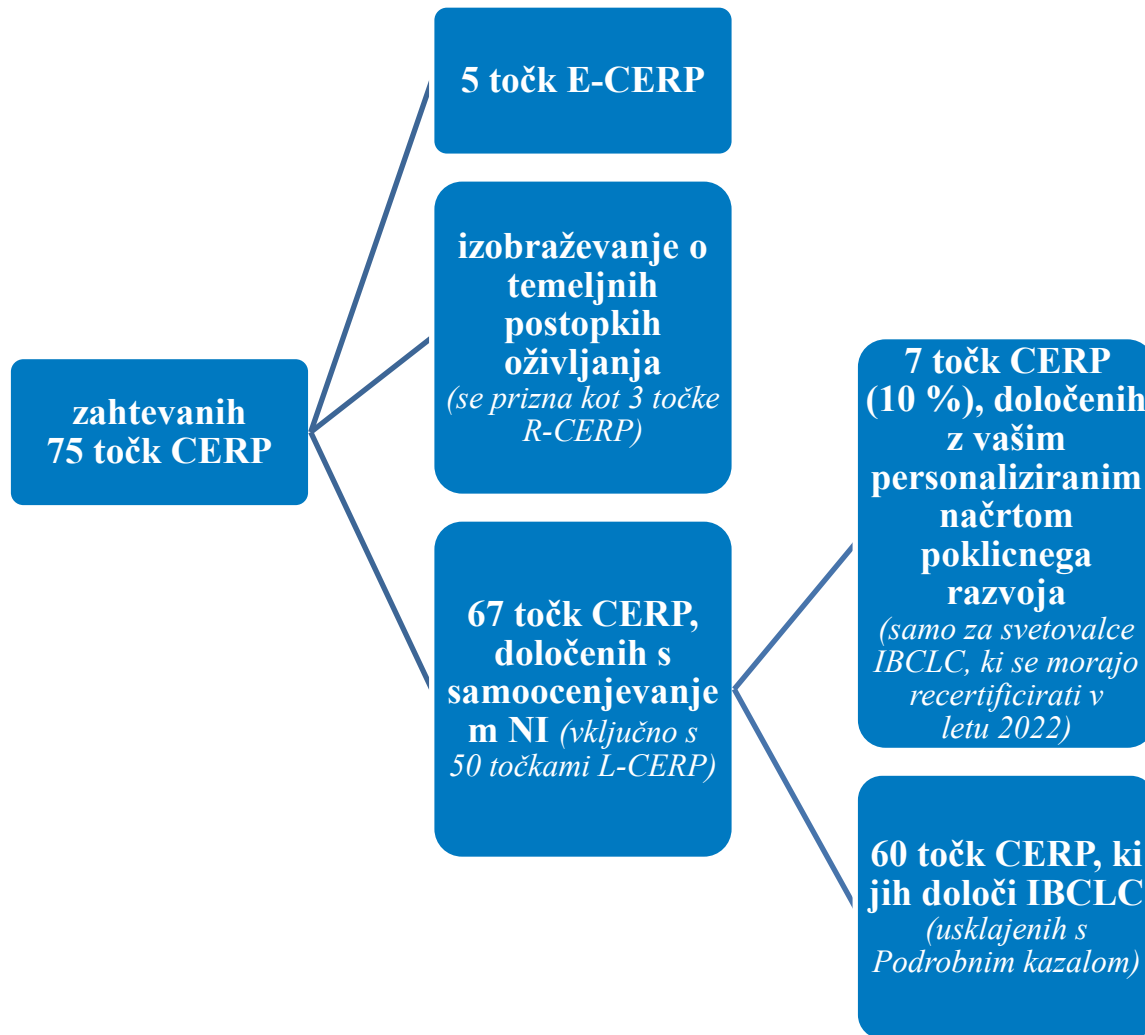 zahtevanih
75 točk CERP
5 točk E-CERP
izobraževanje o
temeljnih
postopkih
oživljanja
(se prizna kot 3 točke
R-CERP)
67 točk CERP,
določenih s
samoocenjevanje
m NI (vključno s
50 točkami L-CERP)
7 točk CERP
(10 %), določenih
z vašim
personaliziranim
načrtom
poklicnega
razvoja
(samo za svetovalce
IBCLC, ki se morajo
recertificirati v
letu 2022)
60 točk CERP, ki
jih določi IBCLC
(usklajenih s
Podrobnim kazalom)